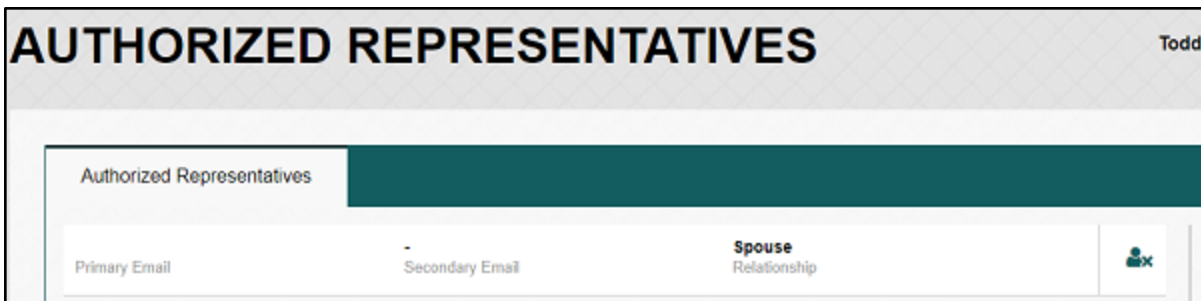 AUTHORIZED REPRESENTATIVES
Todd
Authorized Representatives
- Spouse
Primary Email Secondary Email Relationship